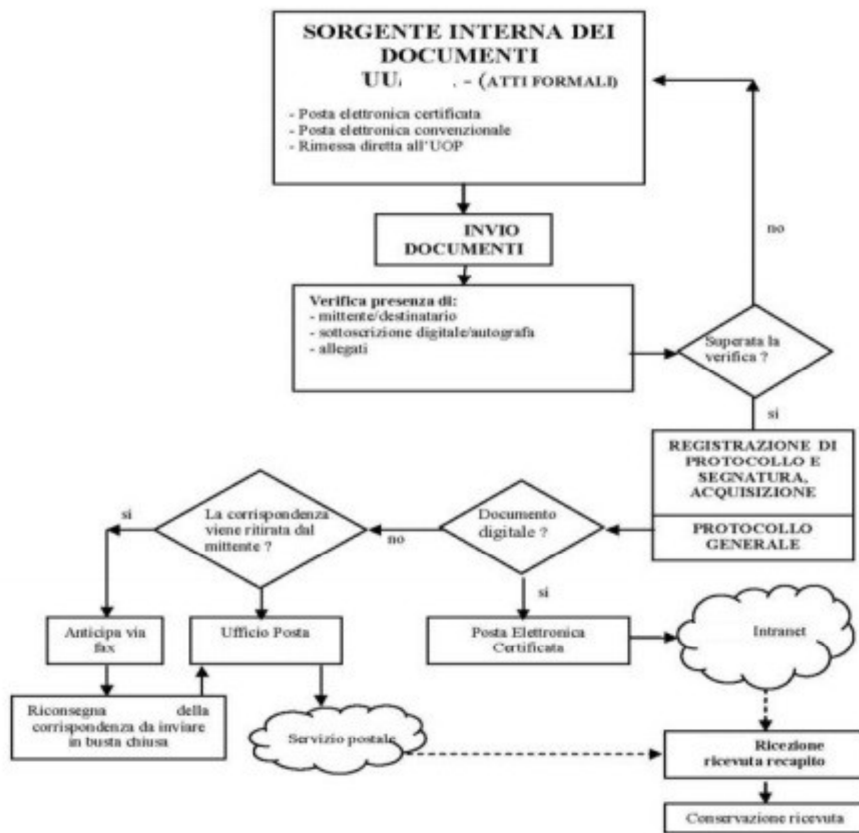 SORGENTE INTERNA DEI
DOCUMENTI
(ATTI FORMALI)
- Posta elettronica certificata
- Posta elettronica convenzionale
- Rimessa diretta all'UOP
INVIO
DOCUMENTI
no
Verifica presenza di:
- mittente/destinatario
- sottoscrizione digitale/autografa
- allegati
Superata la
verifica ?
si
REGISTRAZIONE DI
PROTOCOLLO E
SEGNATURA,
ACQUISIZIONE
PROTOCOLLO
GENERALE
Documento
digitale ?
no
si
La corrispondenza
viene ritirata dal
mittente ?
si
Anticipa via
fax
Ufficio Posta
Posta Elettronica
Certificata
Intranet
Riconsegna della
corrispondenza da inviare
in busta chiusa
Servizio postale
Ricezione
ricevuta recapito
Conservazione ricevuta